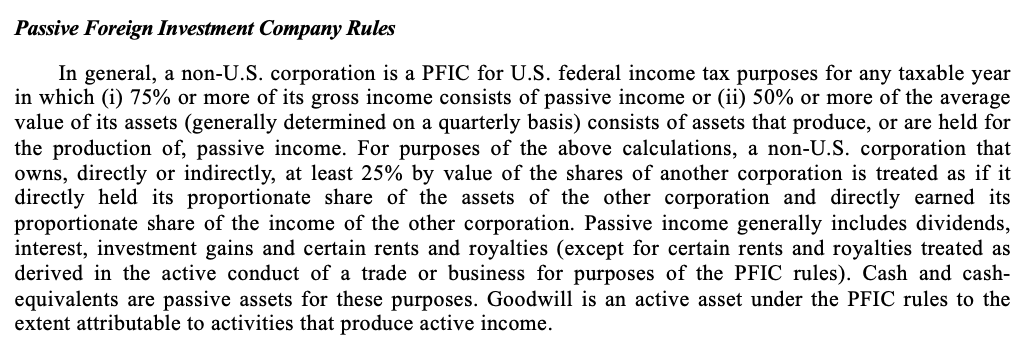 Passive Foreign Investment Company Rules
In general, a non-U.S. corporation is a PFIC for U.S. federal income tax purposes for any taxable year
in which (i) 75% or more of its gross income consists of passive income or (ii) 50% or more of the average
value of its assets (generally determined on a quarterly basis) consists of assets that produce, or are held for
the production of, passive income. For purposes of the above calculations, a non-U.S. corporation that
owns, directly or indirectly, at least 25% by value of the shares of another corporation is treated as if it
directly held its proportionate share of the assets of the other corporation and directly earned its
proportionate share of the income of the other corporation. Passive income generally includes dividends,
interest, investment gains and certain rents and royalties (except for certain rents and royalties treated as
derived in the active conduct of a trade or business for purposes of the PFIC rules). Cash and cash-
equivalents are passive assets for these purposes. Goodwill is an active asset under the PFIC rules to the
extent attributable to activities that produce active income.